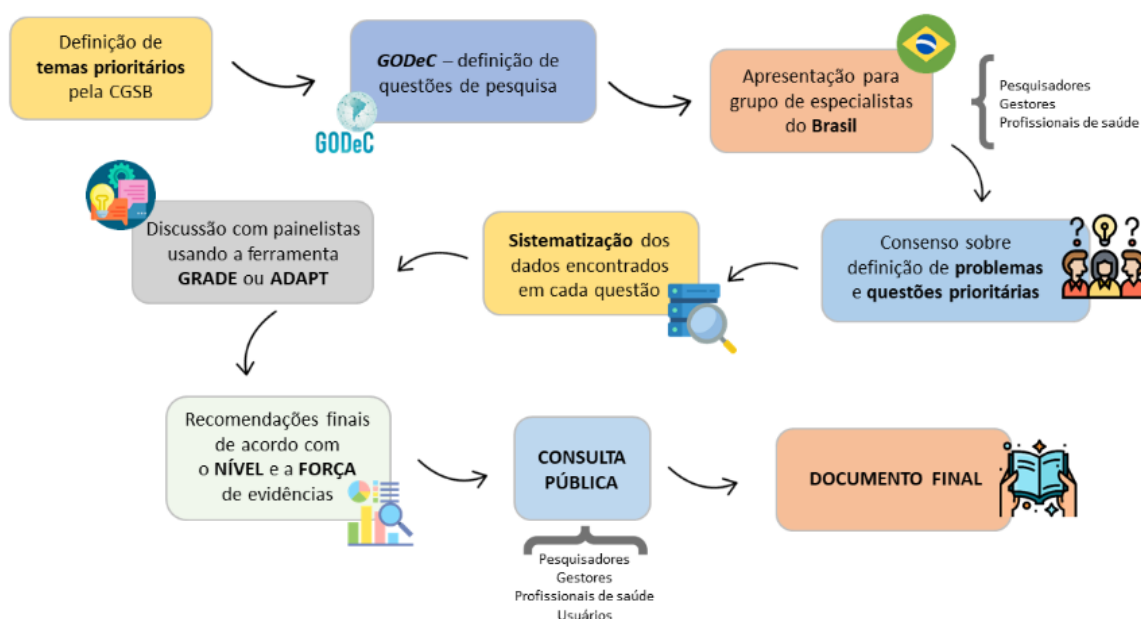 Definição de
temas prioritários
pela CGSB
GODeC – definição de
questões de pesquisa
GODeC
Apresentação para
grupo de especialistas
do Brasil
Pesquisadores
Gestores
Profissionais de saúde
Consenso sobre
definição de problemas
e questões prioritárias
? ?
Sistematização dos
dados encontrados
em cada questão
Discussão com painelistas
usando a ferramenta
GRADE ou ADAPT
Recomendações finais
de acordo com
o NÍVEL e a FORÇA
de evidências
CONSULTA
PÚBLICA
Pesquisadores
Gestores
Profissionais de saúde
Usuários
DOCUMENTO FINAL